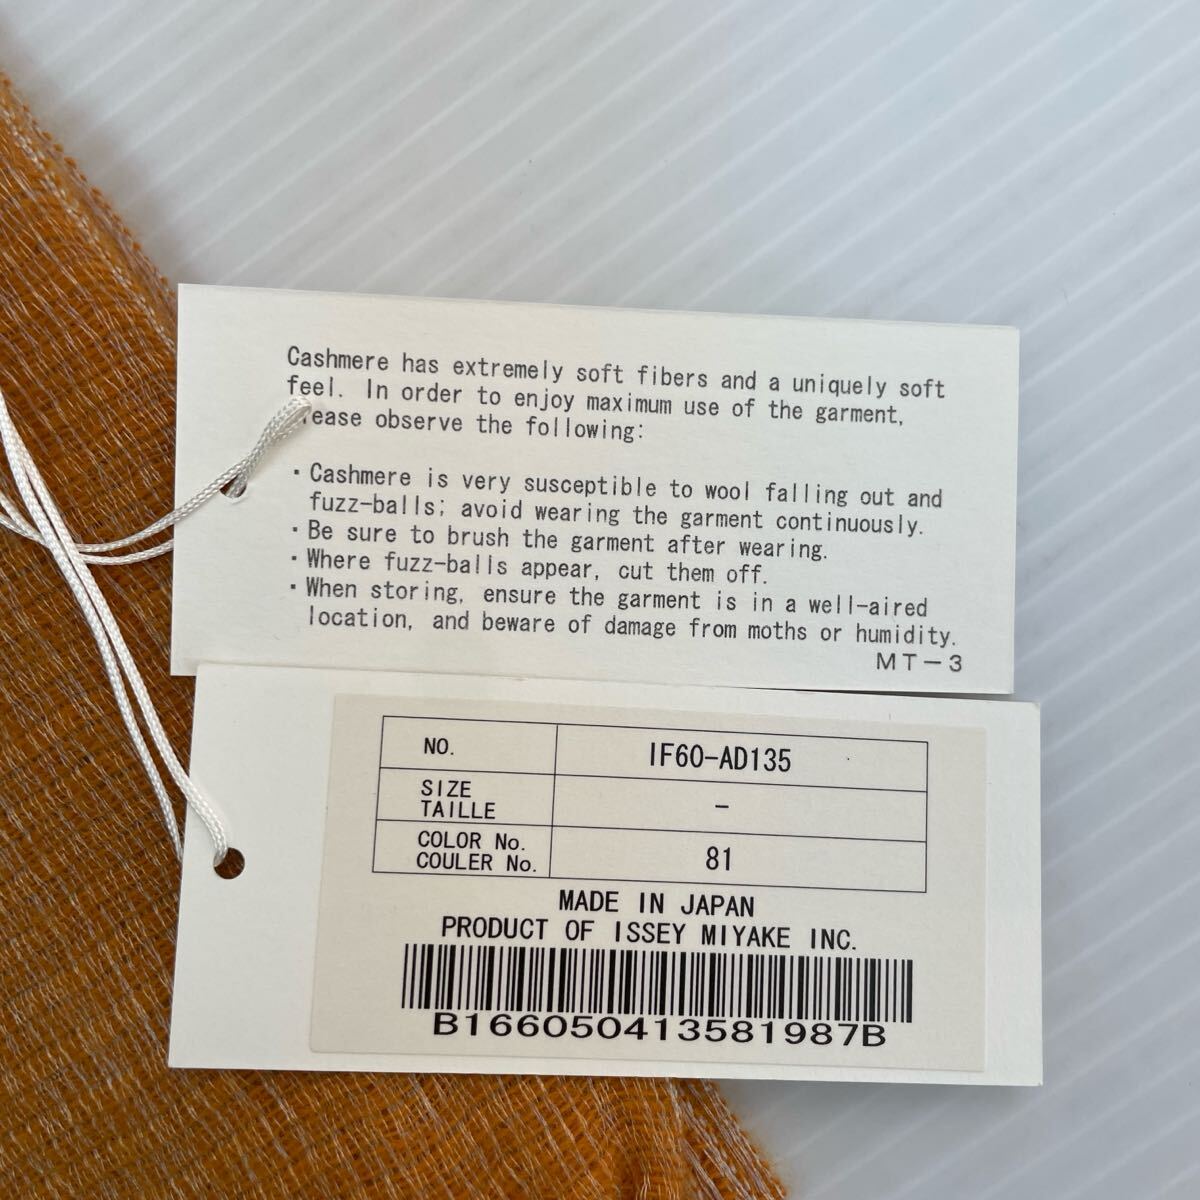 Cashmere has extremely soft fibers and a uniquely soft
feel. In order to enjoy maximum use of the garment,
observe the following:
・Cashmere is very susceptible to wool falling out and
fuzz-balls; avoid wearing the garment continuously.
・Be sure to brush the garment after wearing.
・Where fuzz-balls appear, cut them off.
・When storing, ensure the garment is in a well-aired
location, and beware of damage from moths or humidity.
MT-3
NO. IF60-AD135
SIZE
TAILLE -
COLOR No.
COULER No. 81
MADE IN JAPAN
PRODUCT OF ISSEY MIYAKE INC.
B166050413581987B